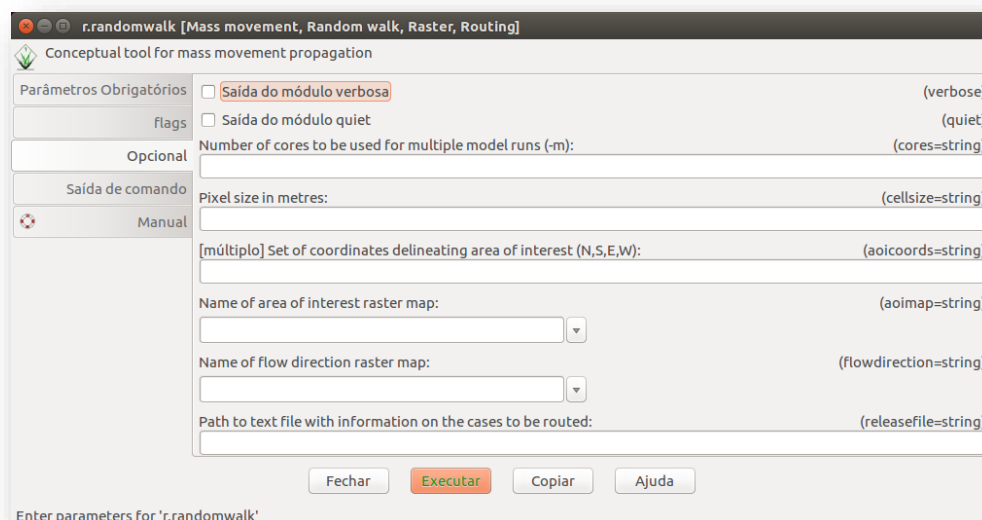 r.randomwalk [Mass movement, Random walk, Raster, Routing]
Conceptual tool for mass movement propagation
Parâmetros Obrigatórios
flags
Opcional
Saída de comando
Manual
Saída do módulo verbosa (verbose)
Saída do módulo quiet (quiet)
Number of cores to be used for multiple model runs (-m): (cores=string)
Pixel size in metres: (cellsize=string)
[múltiplo] Set of coordinates delineating area of interest (N,S,E,W): (aoicoords=string)
Name of area of interest raster map: (aoimap=string)
Name of flow direction raster map: (flowdirection=string)
Path to text file with information on the cases to be routed: (releasefile=string)
Fechar Executar Copiar Ajuda
Enter parameters for 'r.randomwalk'